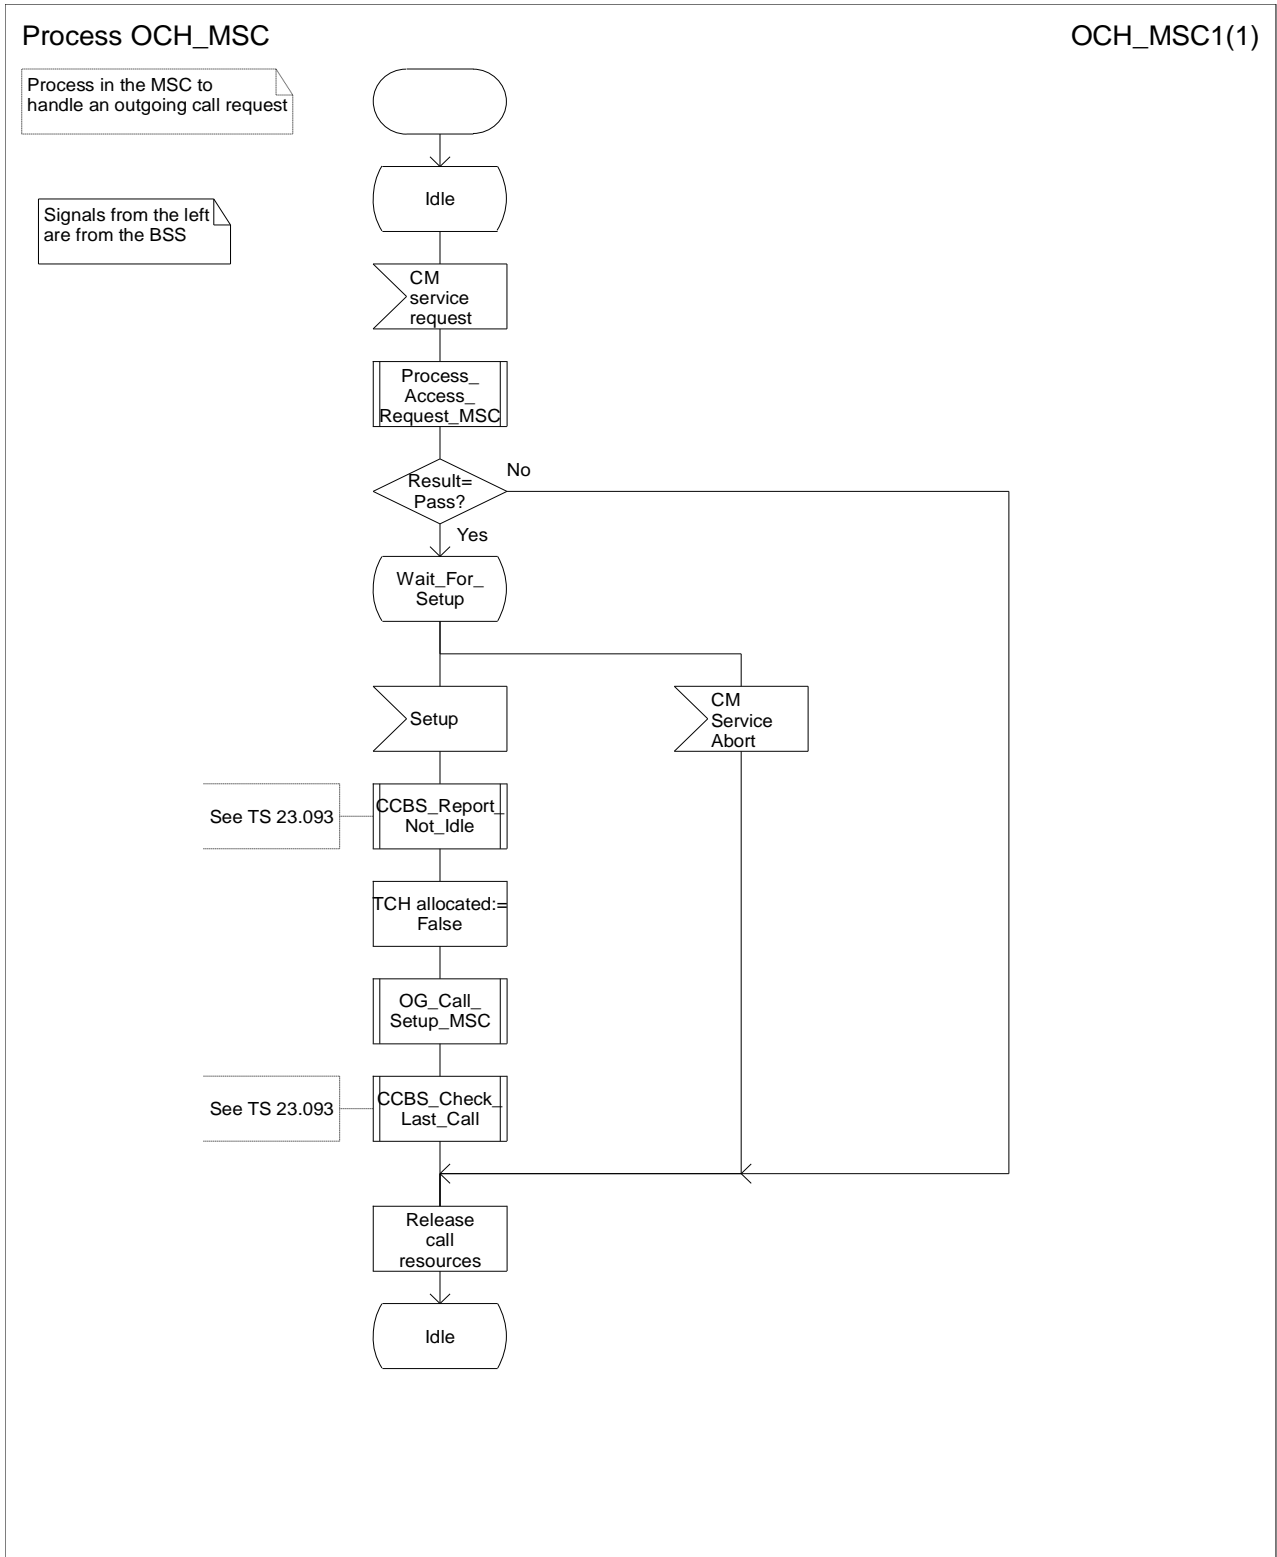 Process OCH_MSC
OCH_MSC1(1)
Process in the MSC to
handle an outgoing call request
Signals from the left
are from the BSS
Idle
CM
service
request
Process_
Access_
Request_MSC
Result=
Pass?
No
Yes
Wait_For_
Setup
Setup
CM
Service
Abort
See TS 23.093
CCBS_Report_
Not_Idle
TCH allocated:=
False
OG_Call_
Setup_MSC
See TS 23.093
CCBS_Check_
Last_Call
Release
call
resources
Idle